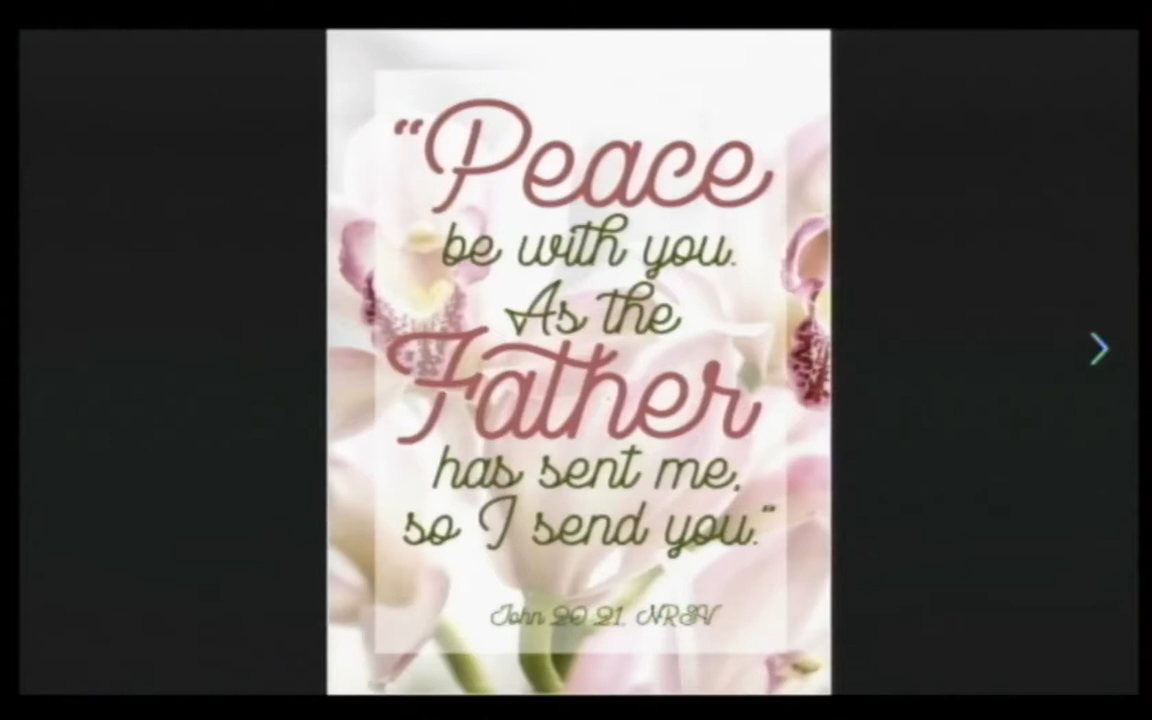 “Peace
be with you.
As the
Father
has sent me,
so I send you.”
John 20 21, NRSV